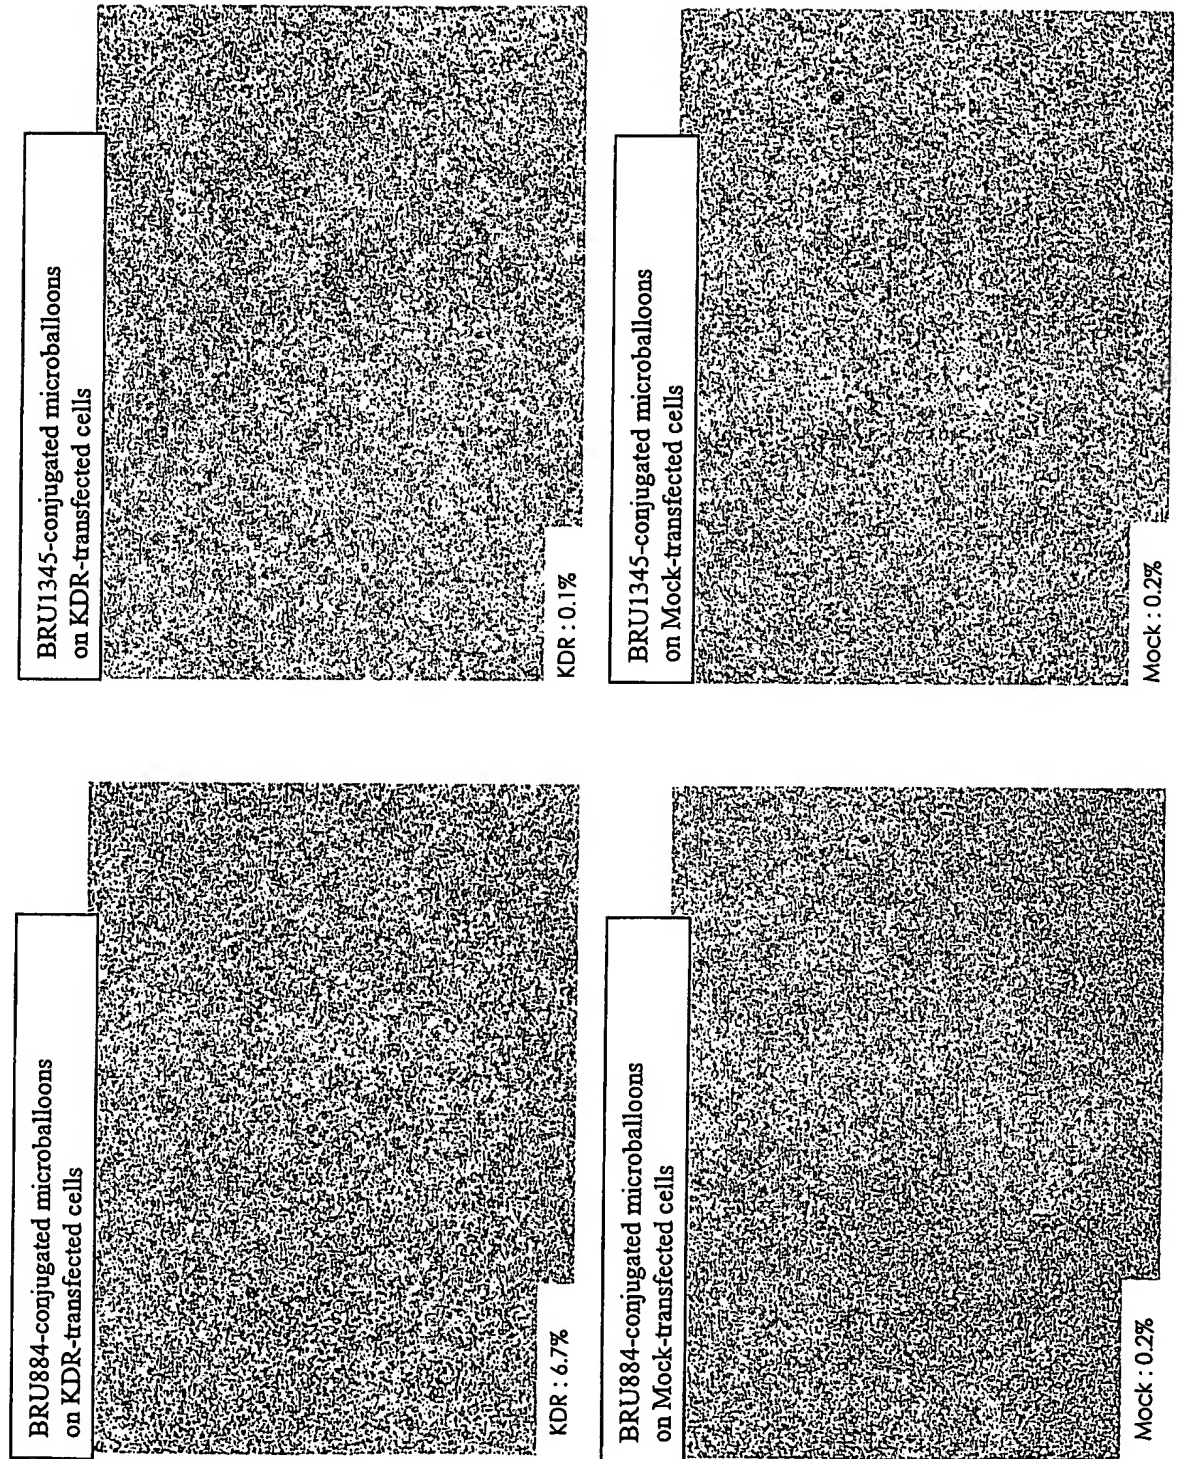 BRU884-conjugated microballoons
on KDR-transfected cells
KDR : 6.7%
BRU884-conjugated microballoons
on Mock-transfected cells
Mock : 0.2%
BRU1345-conjugated microballoons
on KDR-transfected cells
KDR : 0.1%
BRU1345-conjugated microballoons
on Mock-transfected cells
Mock : 0.2%